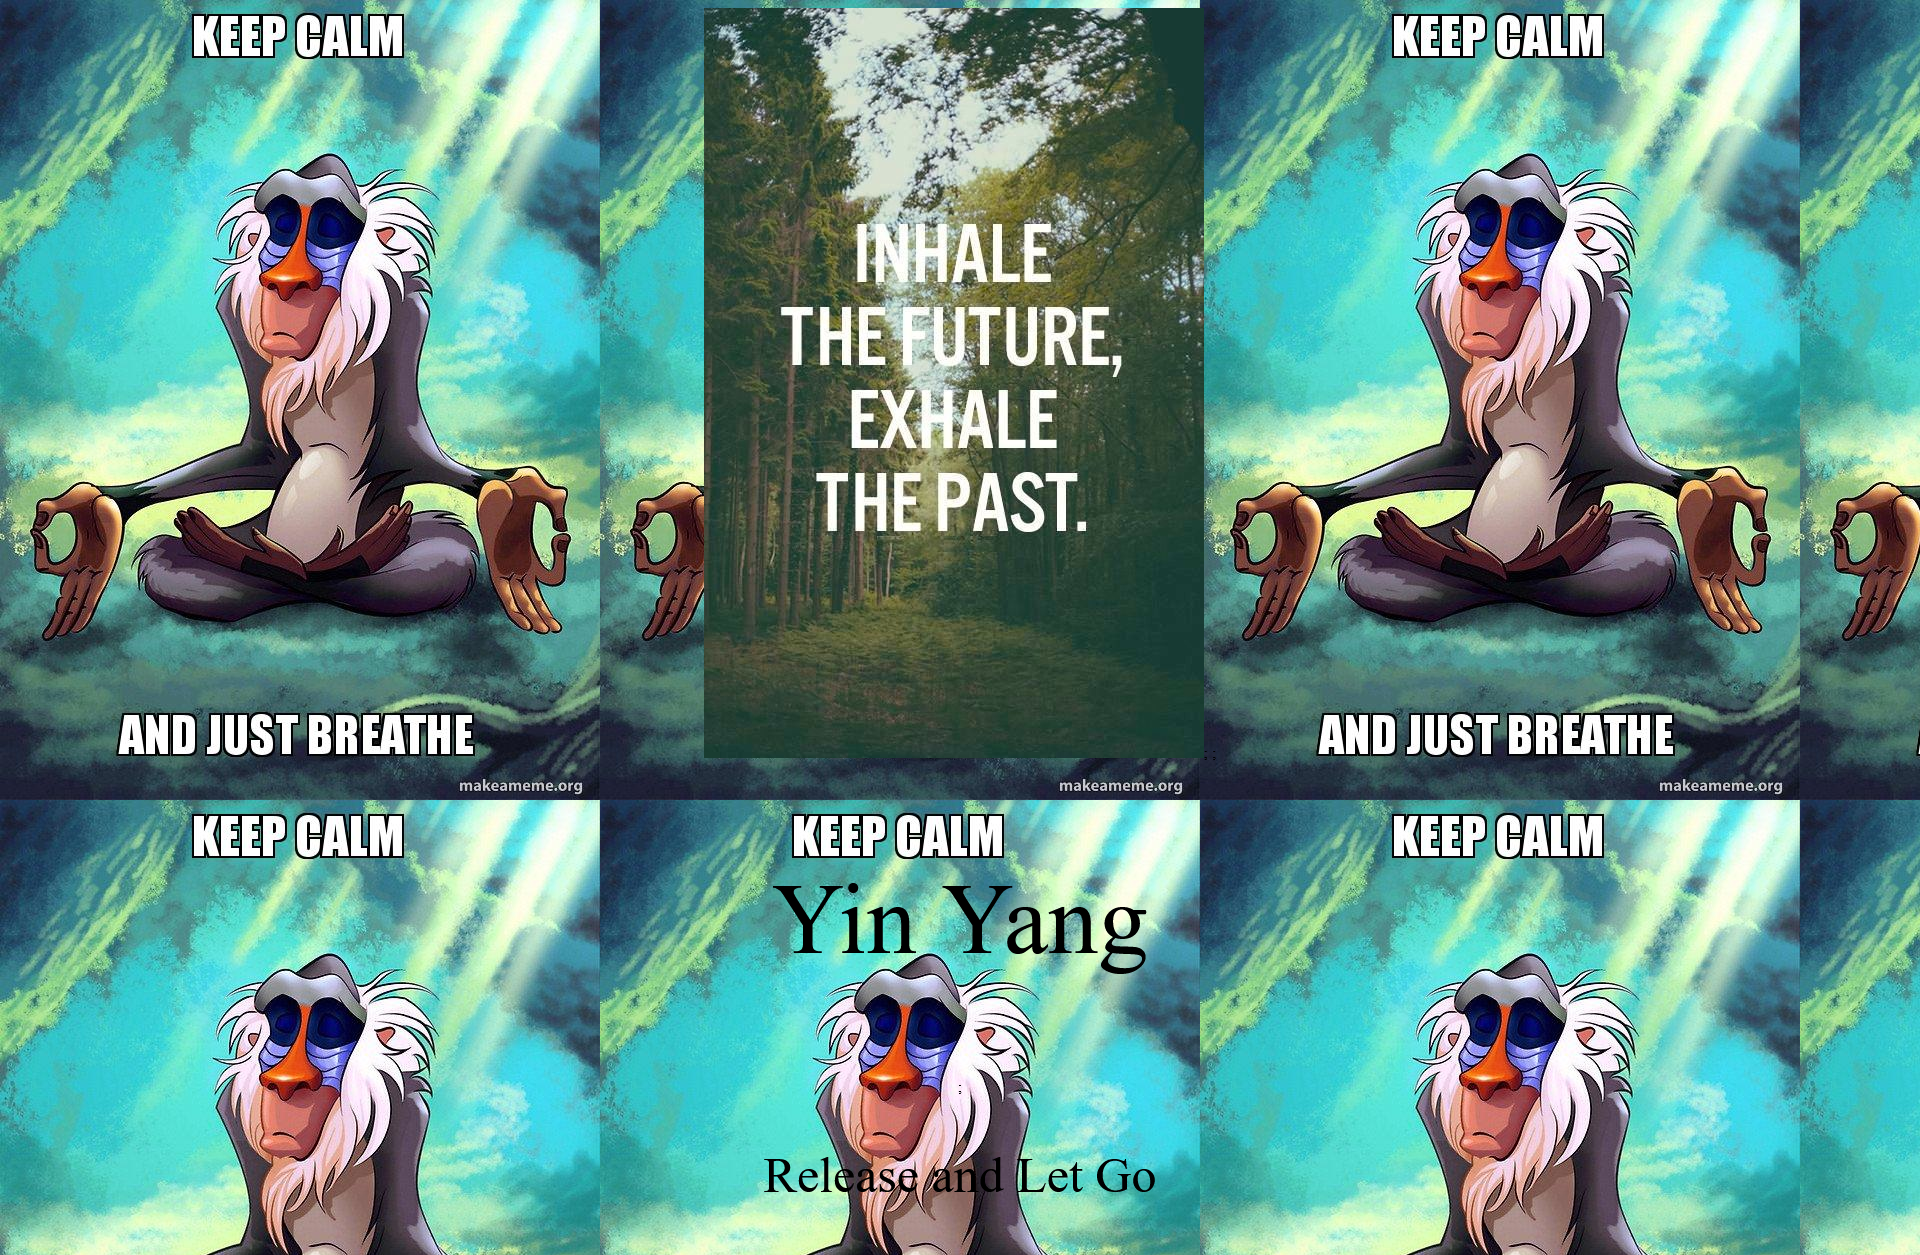 KEEP CALM
KEEP CALM
INHALE
THE FUTURE,
EXHALE
THE PAST.
AND JUST BREATHE
AND JUST BREATHE
makeameme.org
makeameme.org
makeameme.org
KEEP CALM
KEEP CALM
KEEP CALM
Yin Yang
Release and Let Go